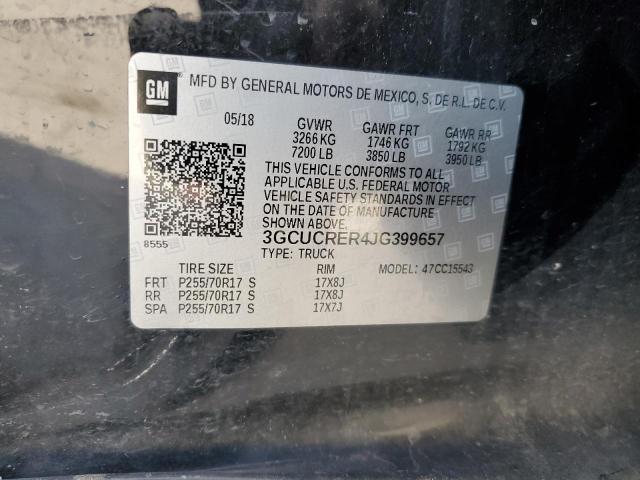 GM
MFD BY GENERAL MOTORS DE MEXICO, S. DE R.L. DE C.V.
05/18 GVWR GAWR FRT GAWR RR
3266 KG 1746 KG 1792 KG
7200 LB 3850 LB 3950 LB
THIS VEHICLE CONFORMS TO ALL
APPLICABLE U.S. FEDERAL MOTOR
VEHICLE SAFETY STANDARDS IN EFFECT
ON THE DATE OF MANUFACTURE
SHOWN ABOVE.
3GCUCRER4JG399657
8555
TYPE: TRUCK MODEL: 47CC15543
TIRE SIZE RIM
FRT P255/70R17 S 17X8J
RR P255/70R17 S 17X8J
SPA P255/70R17 S 17X7J